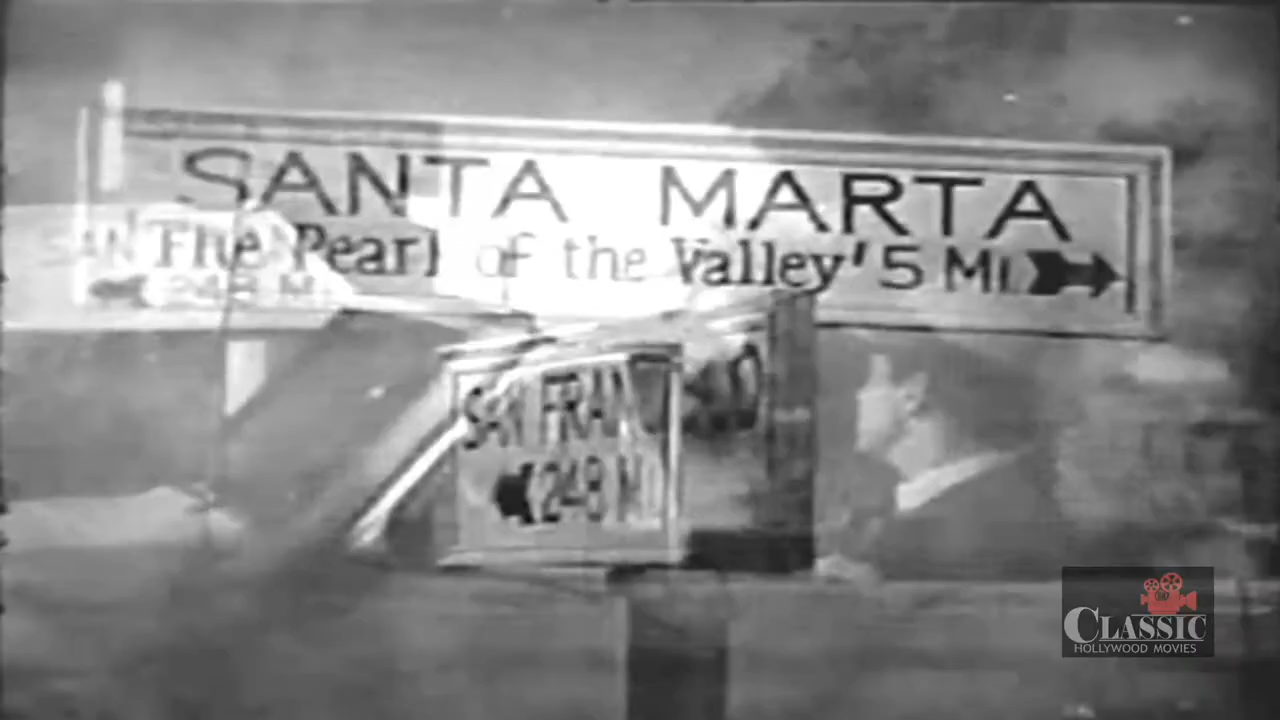 SANTA MARTA
The Pearl of the Valley' 5 MI.
SAN FRAN
248 MI.
CLASSIC
HOLLYWOOD MOVIES